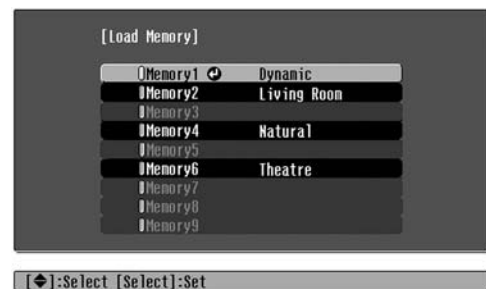 [Load Memory]
Memory1 Dynamic
Memory2 Living Room
Memory3
Memory4 Natural
Memory5
Memory6 Theatre
Memory7
Memory8
Memory9
[◆]:Select [Select]:Set